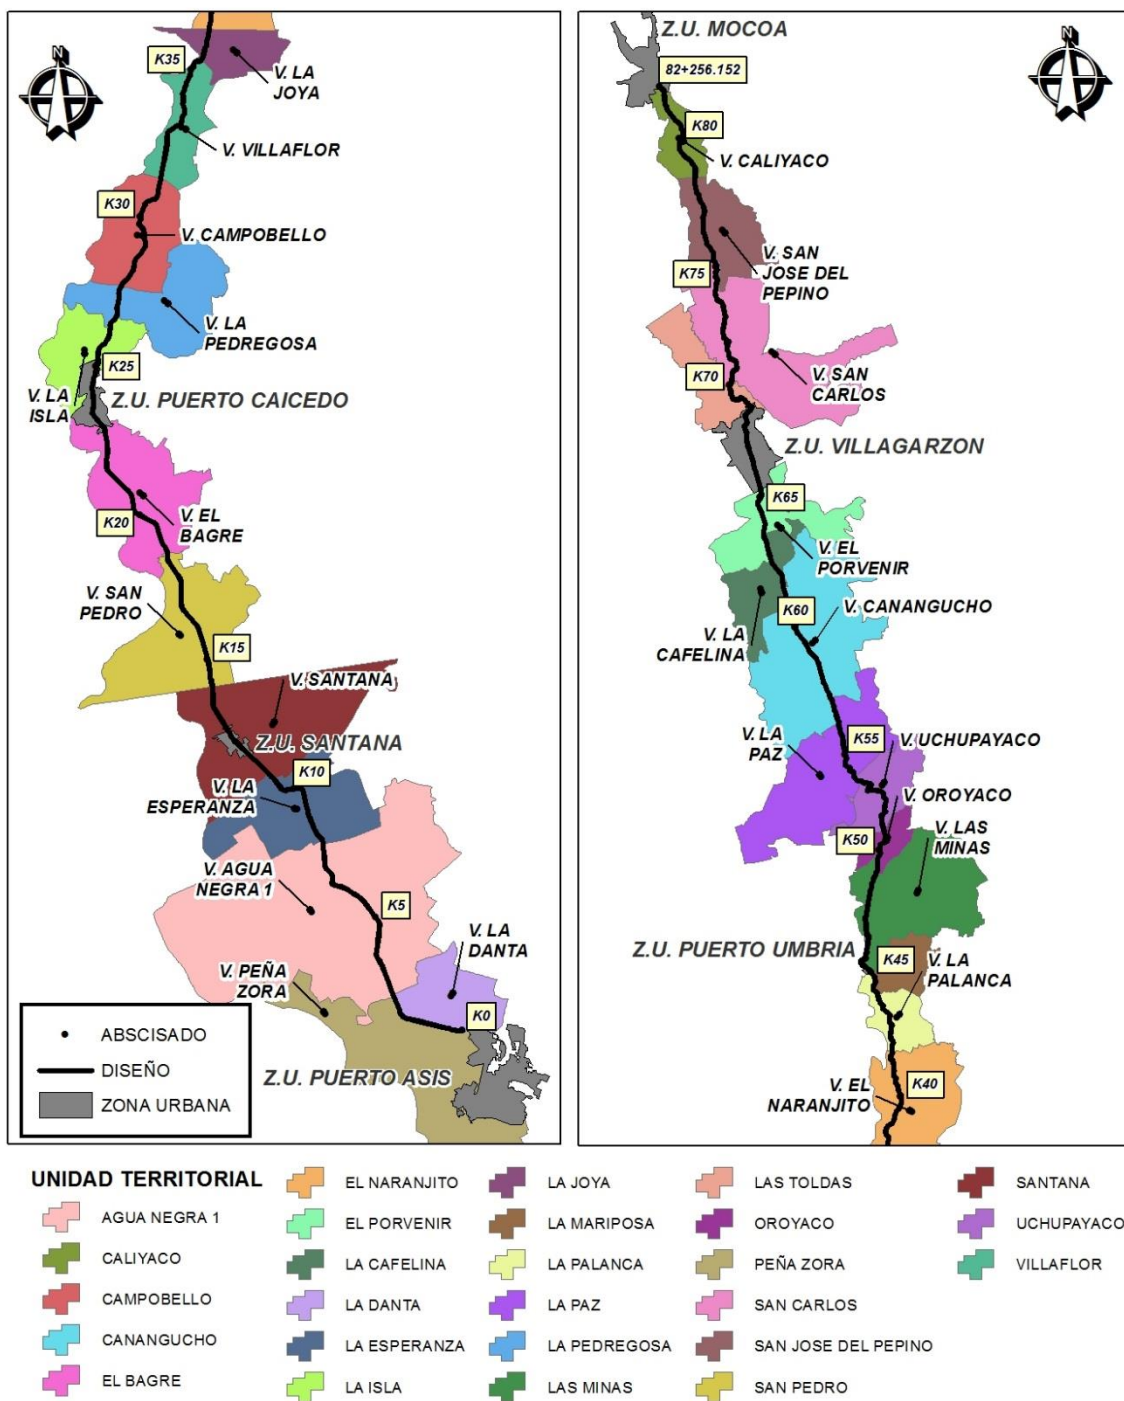 N
K35
V. LA
JOYA
V. VILLAFLOR
K30
V. CAMPOBELLO
V. LA
PEDREGOSA
K25
V. LA
ISLA
Z.U. PUERTO CAICEDO
K20
V. EL
BAGRE
V. SAN
PEDRO
K15
V. SANTANA
Z.U. SANTANA
K10
V. LA
ESPERANZA
V. AGUA
NEGRA 1
K5
V. LA
DANTA
V. PEÑA
ZORA
K0
Z.U. PUERTO ASIS
ABSCISADO
DISEÑO
ZONA URBANA
Z.U. MOCOA
N
82+256.152
K80
V. CALIYACO
V. SAN
JOSE DEL
PEPINO
K75
K70
V. SAN
CARLOS
Z.U. VILLAGARZON
K65
V. EL
PORVENIR
K60
V. CANANGUCHO
V. LA
CAFELINA
K55
V. LA
PAZ
V. UCHUPAYACO
V. OROYACO
K50
V. LAS
MINAS
Z.U. PUERTO UMBRIA
K45
V. LA
PALANCA
K40
V. EL
NARANJITO
UNIDAD TERRITORIAL
AGUA NEGRA 1
CALIYACO
CAMPOBELLO
CANANGUCHO
EL BAGRE
EL NARANJITO
EL PORVENIR
LA CAFELINA
LA DANTA
LA ESPERANZA
LA ISLA
LA JOYA
LA MARIPOSA
LA PALANCA
LA PAZ
LA PEDREGOSA
LAS MINAS
LAS TOLDAS
OROYACO
PEÑA ZORA
SAN CARLOS
SAN JOSE DEL PEPINO
SAN PEDRO
SANTANA
UCHUPAYACO
VILLAFLOR